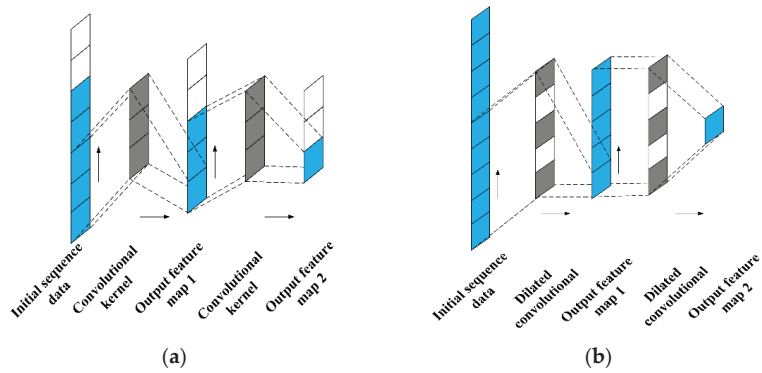 Initial sequence
data
Convolutional
kernel
Output feature
map 1
Convolutional
kernel
Output feature
map 2
(a)
Initial sequence
data
Dilated
convolutional
Output feature
map 1
Dilated
convolutional
Output feature
map 2
(b)